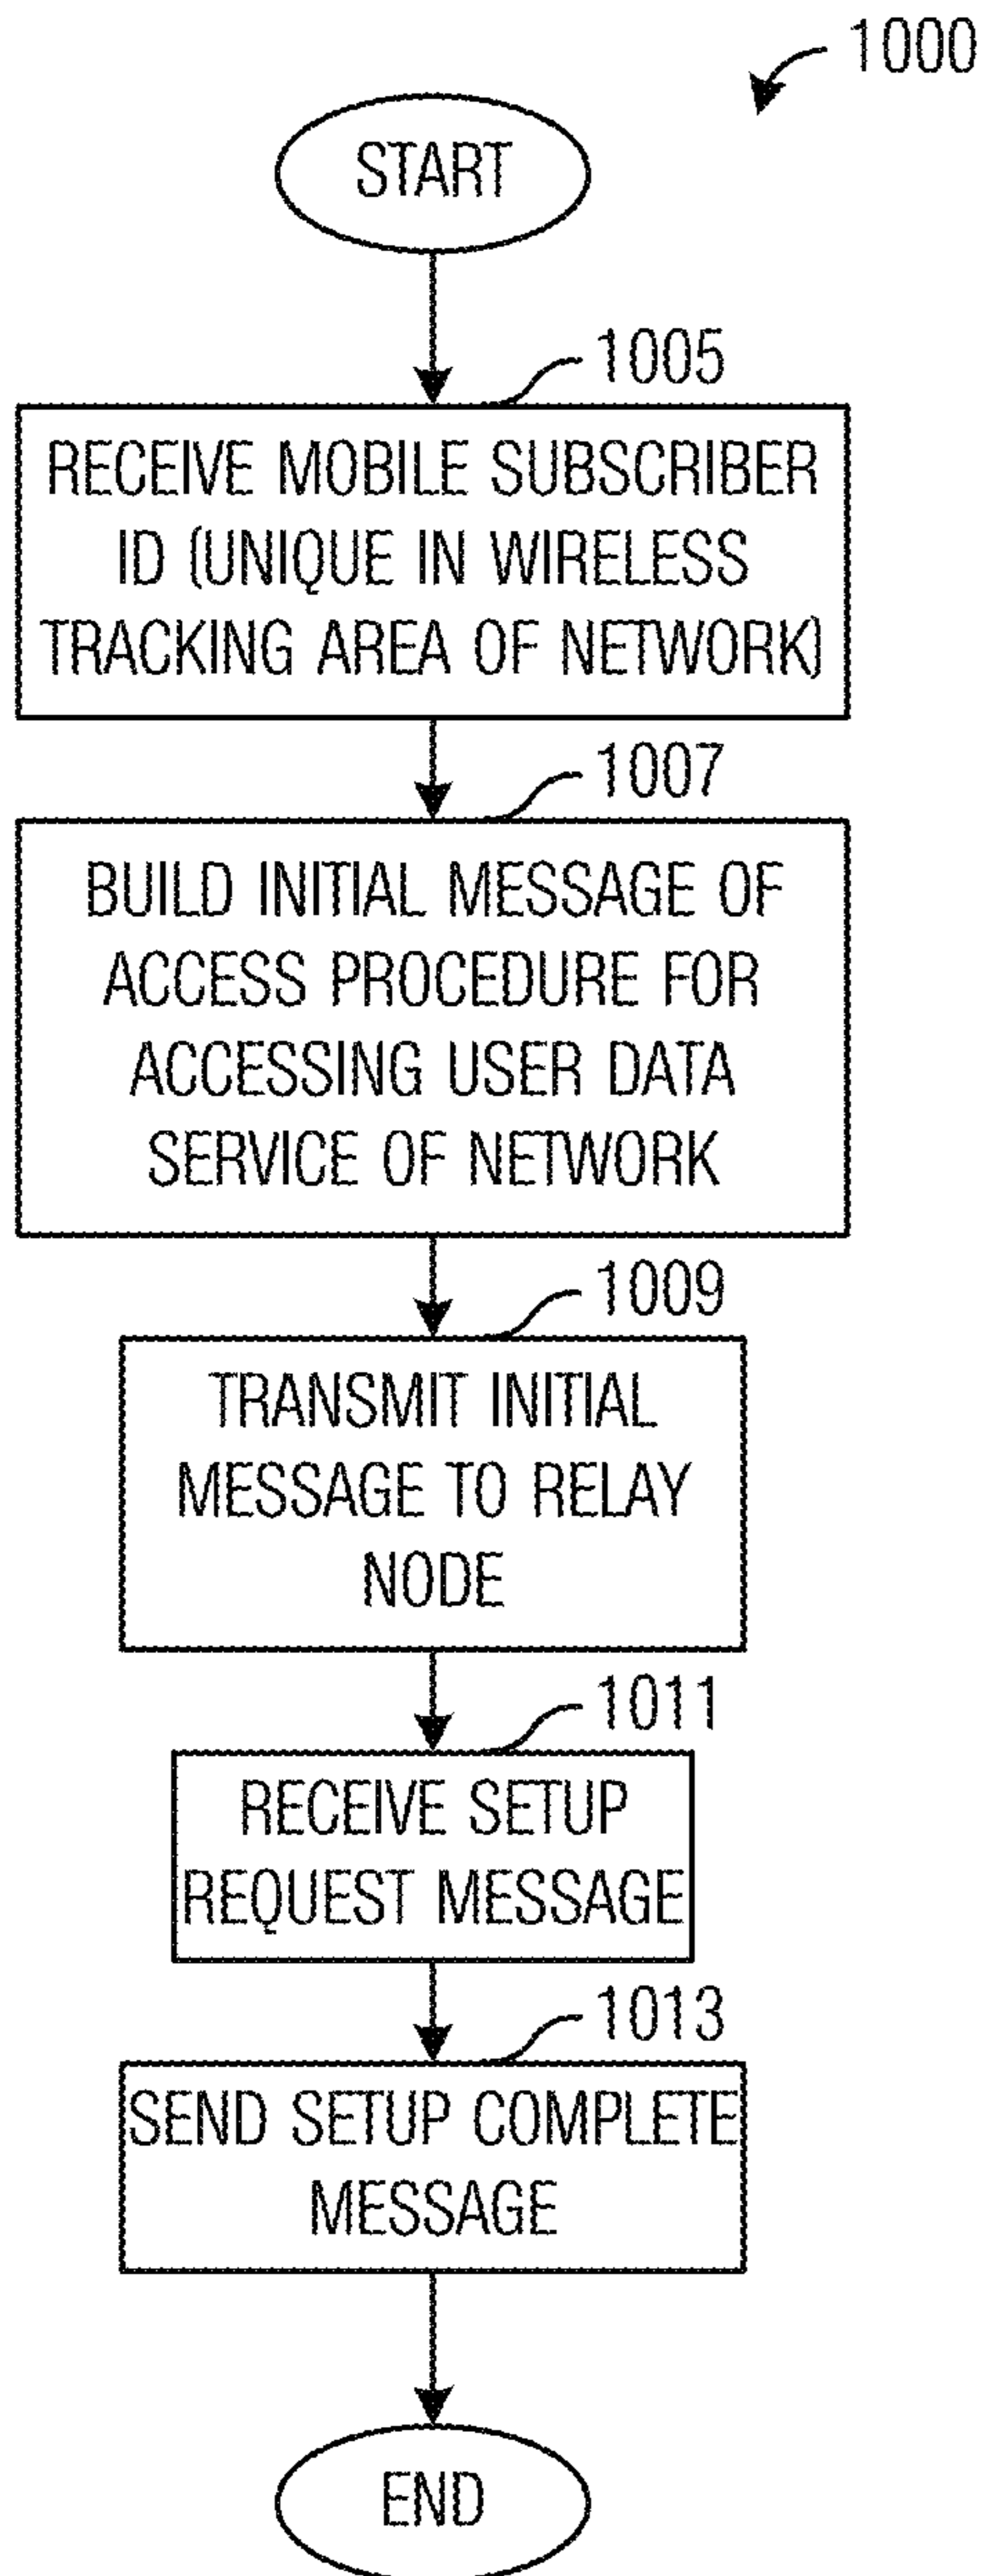 1000
START
1005
RECEIVE MOBILE SUBSCRIBER
ID (UNIQUE IN WIRELESS
TRACKING AREA OF NETWORK)
1007
BUILD INITIAL MESSAGE OF
ACCESS PROCEDURE FOR
ACCESSING USER DATA
SERVICE OF NETWORK
1009
TRANSMIT INITIAL
MESSAGE TO RELAY
NODE
1011
RECEIVE SETUP
REQUEST MESSAGE
1013
SEND SETUP COMPLETE
MESSAGE
END